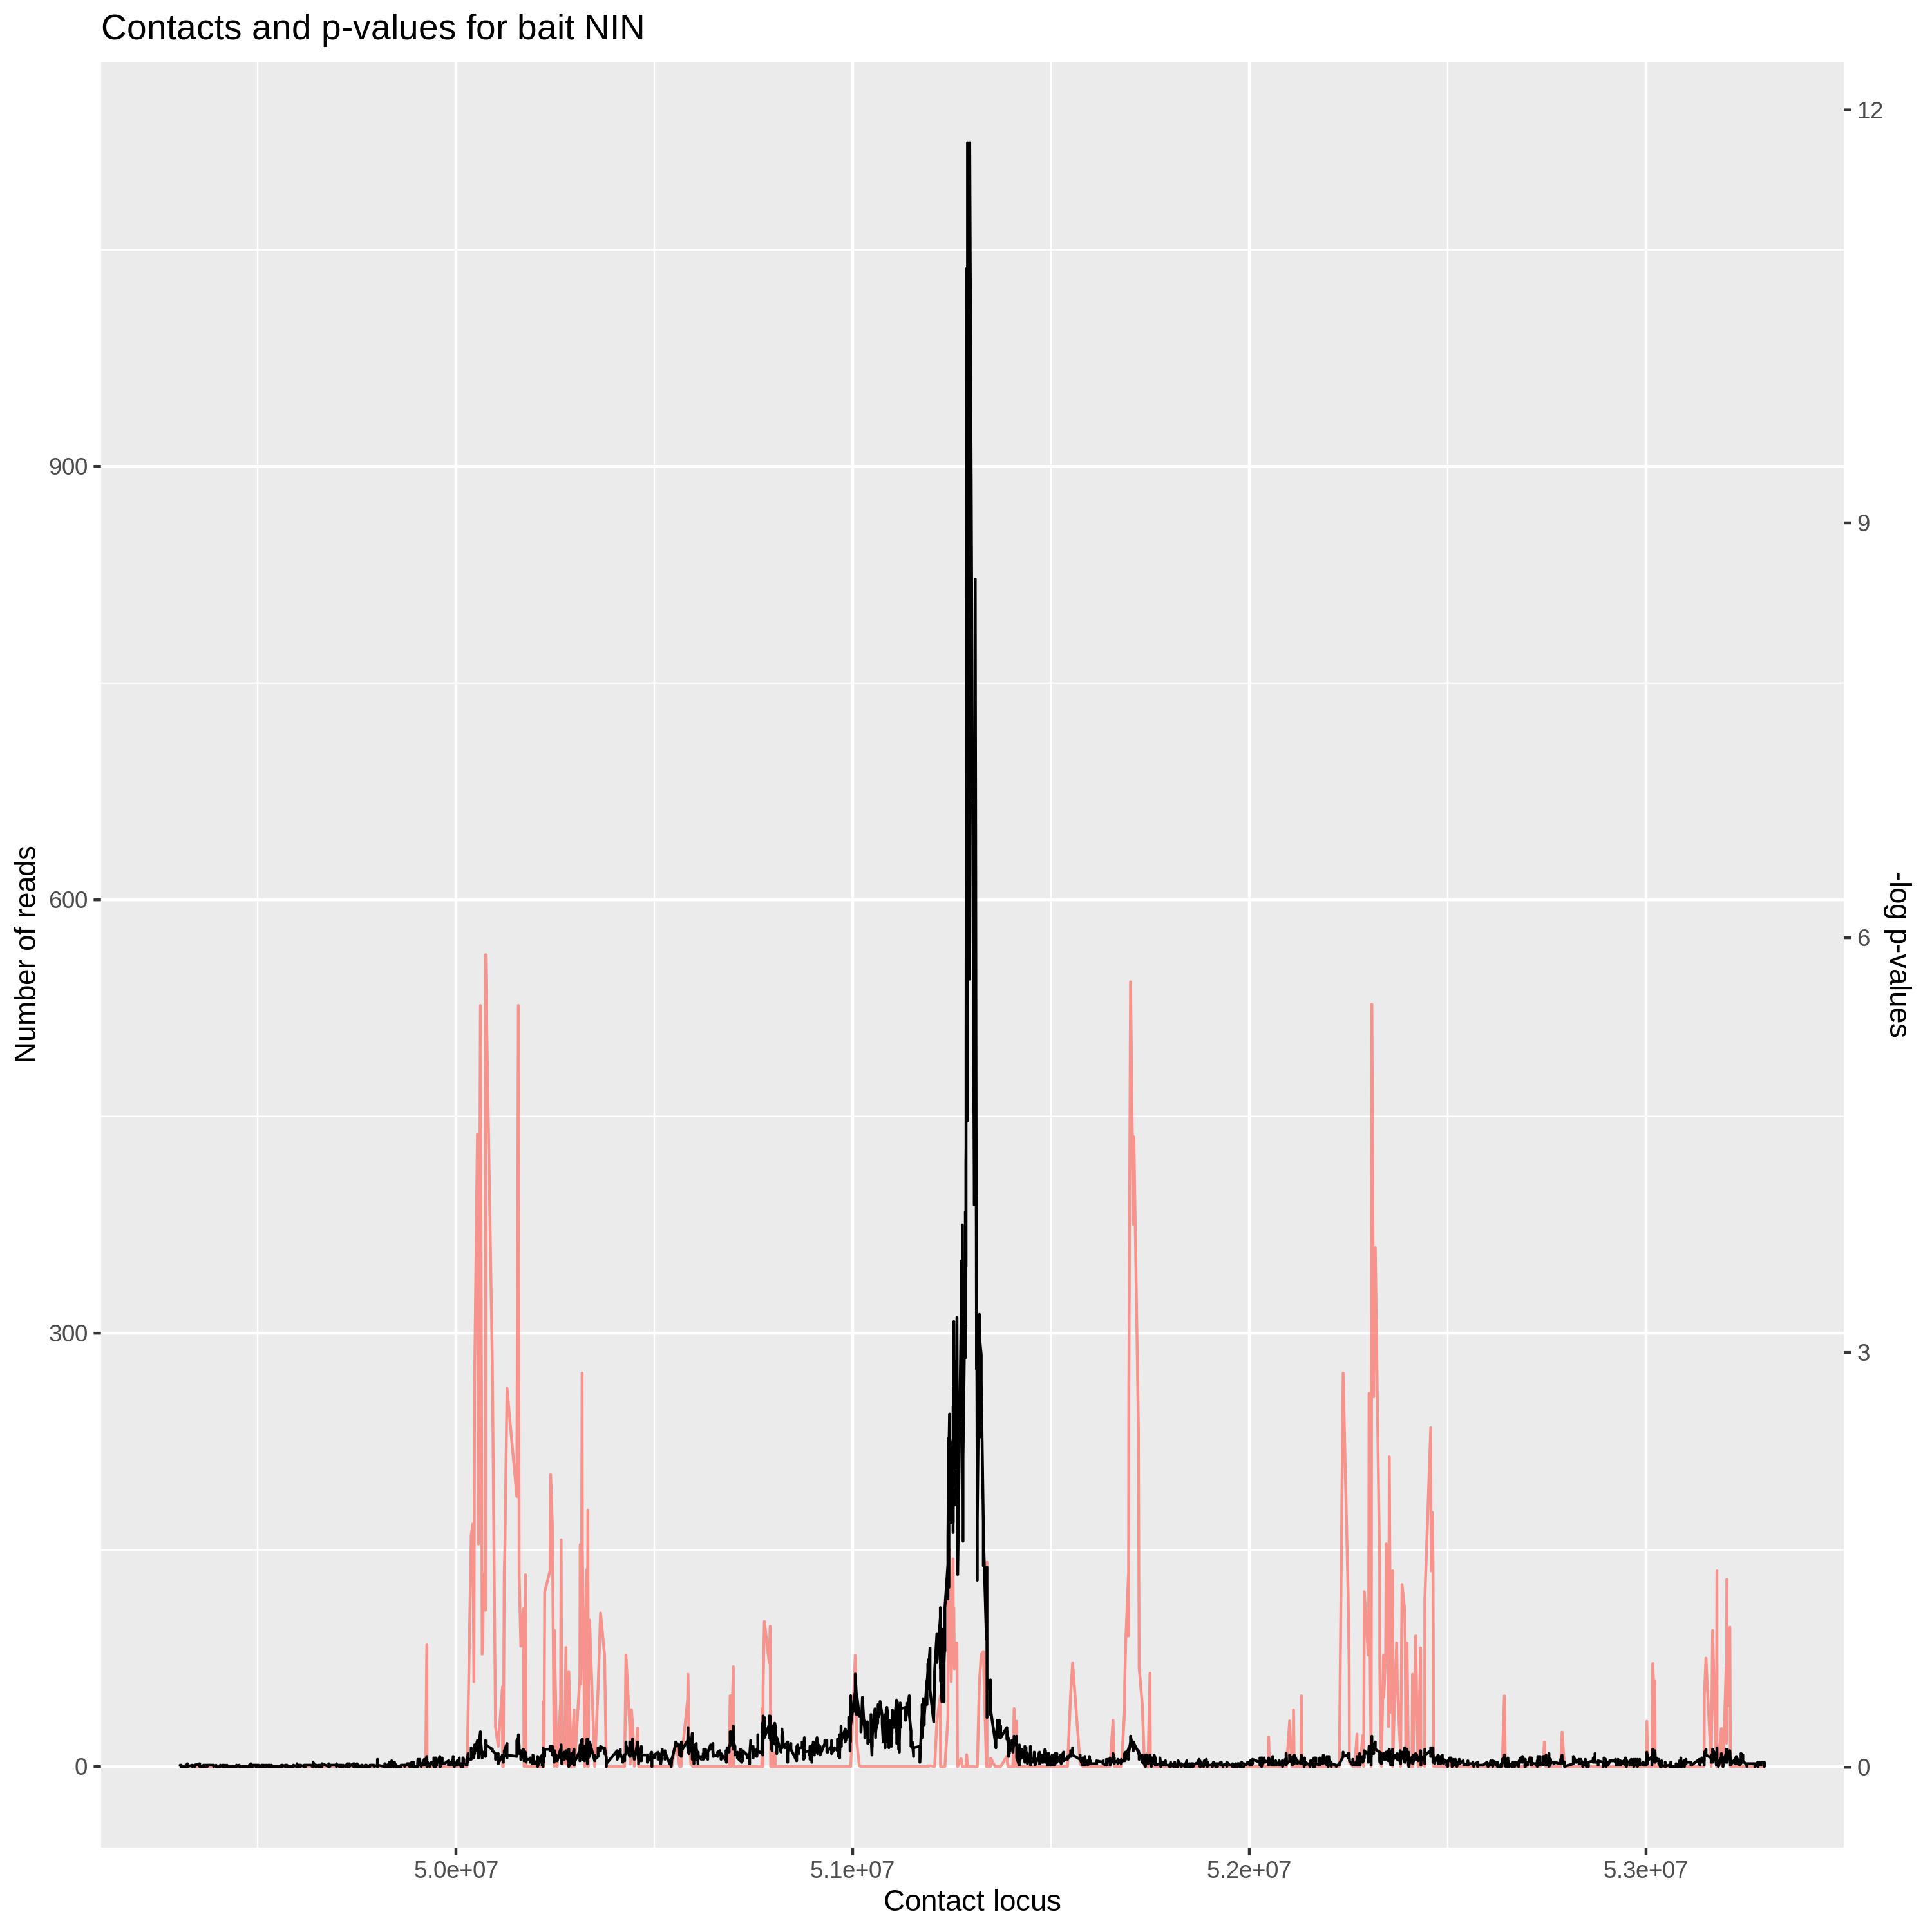 Contacts and p-values for bait NIN
12
9
6
3
0
900
600
300
0
Number of reads
-log p-values
5.0e+07 5.1e+07 5.2e+07 5.3e+07
Contact locus